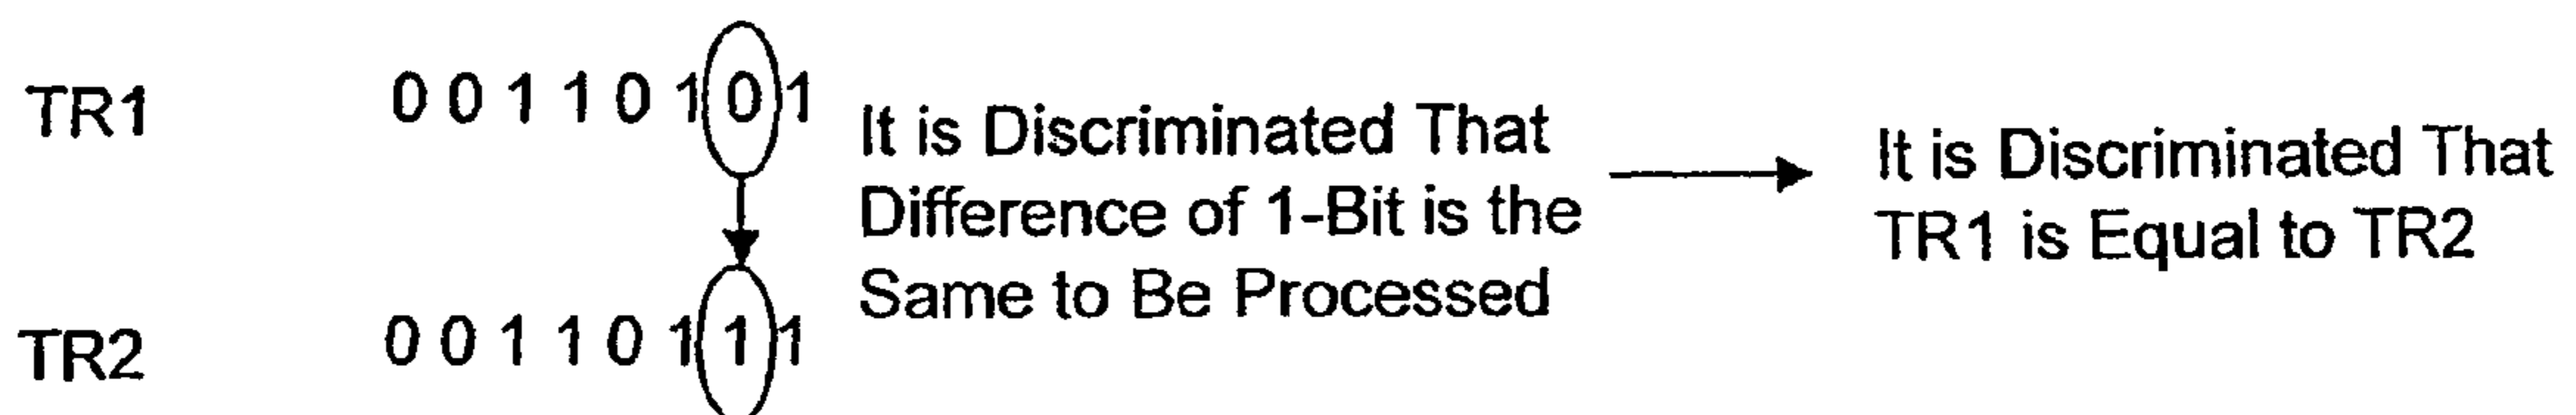 TR1 0 0 1 1 0 1 0 1
It is Discriminated That
Difference of 1-Bit is the
Same to Be Processed
It is Discriminated That
TR1 is Equal to TR2
TR2 0 0 1 1 0 1 1 1